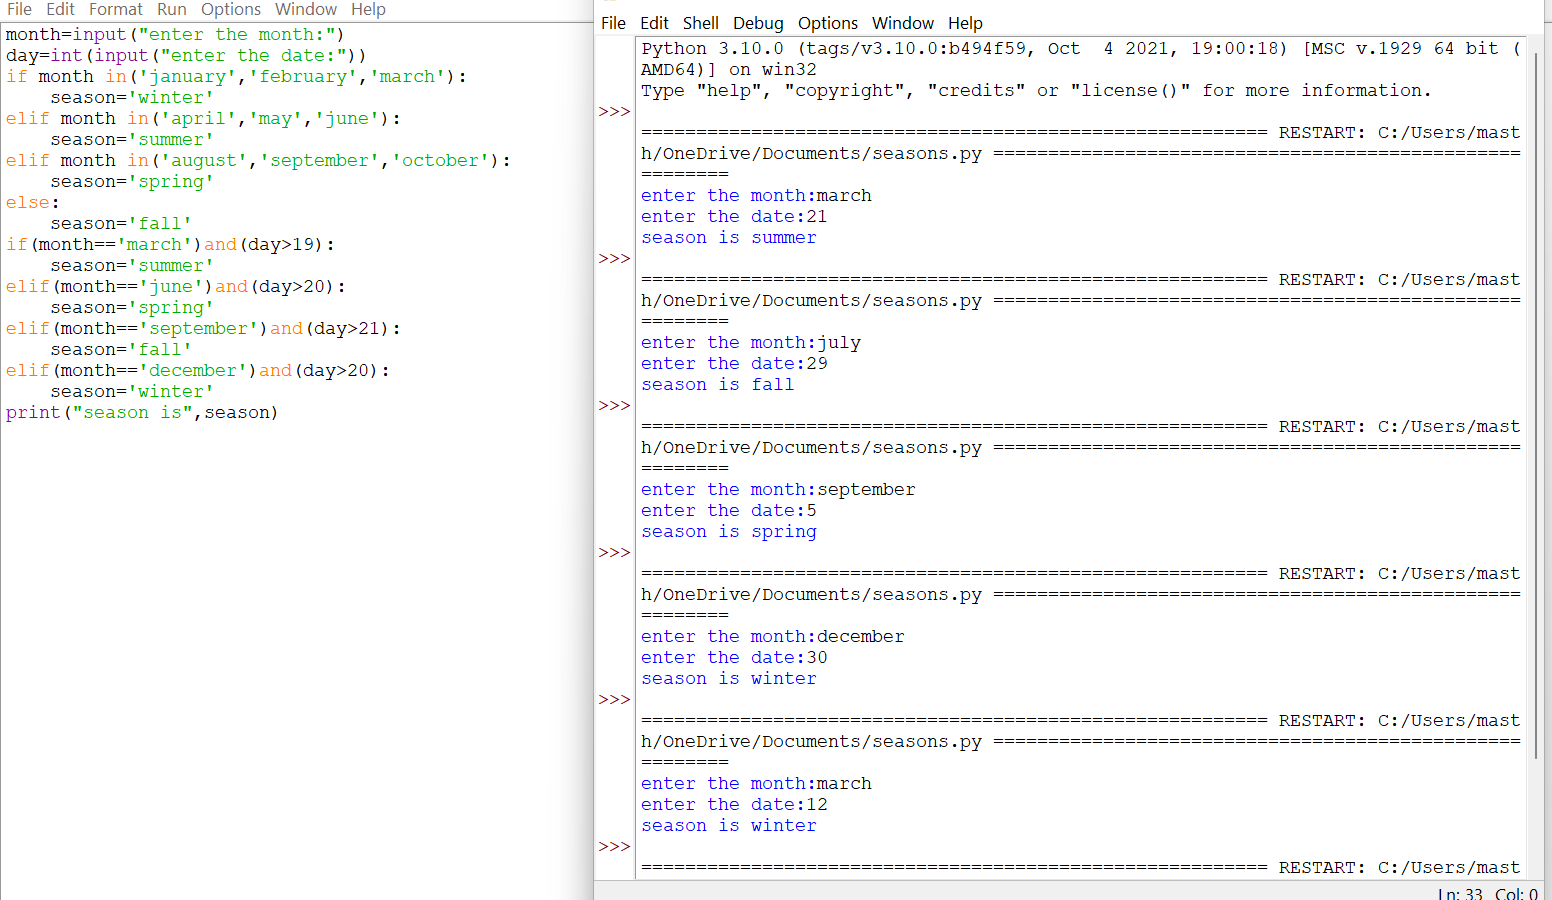 File Edit Format Run Options Window Help
month=input("enter the month:")
day=int(input("enter the date:"))
if month in('january','february','march'):
    season='winter'
elif month in('april','may','june'):
    season='summer'
elif month in('august','september','october'):
    season='spring'
else:
    season='fall'
if(month=='march')and(day>19):
    season='summer'
elif(month=='june')and(day>20):
    season='spring'
elif(month=='september')and(day>21):
    season='fall'
elif(month=='december')and(day>20):
    season='winter'
print("season is",season)
File Edit Shell Debug Options Window Help
Python 3.10.0 (tags/v3.10.0:b494f59, Oct  4 2021, 19:00:18) [MSC v.1929 64 bit (
AMD64)] on win32
Type "help", "copyright", "credits" or "license()" for more information.
>>>
========================================================= RESTART: C:/Users/mast
h/OneDrive/Documents/seasons.py ================================================
========
enter the month:march
enter the date:21
season is summer
>>>
========================================================= RESTART: C:/Users/mast
h/OneDrive/Documents/seasons.py ================================================
========
enter the month:july
enter the date:29
season is fall
>>>
========================================================= RESTART: C:/Users/mast
h/OneDrive/Documents/seasons.py ================================================
========
enter the month:september
enter the date:5
season is spring
>>>
========================================================= RESTART: C:/Users/mast
h/OneDrive/Documents/seasons.py ================================================
========
enter the month:december
enter the date:30
season is winter
>>>
========================================================= RESTART: C:/Users/mast
h/OneDrive/Documents/seasons.py ================================================
========
enter the month:march
enter the date:12
season is winter
>>>
========================================================= RESTART: C:/Users/mast
Ln: 33 Col: 0